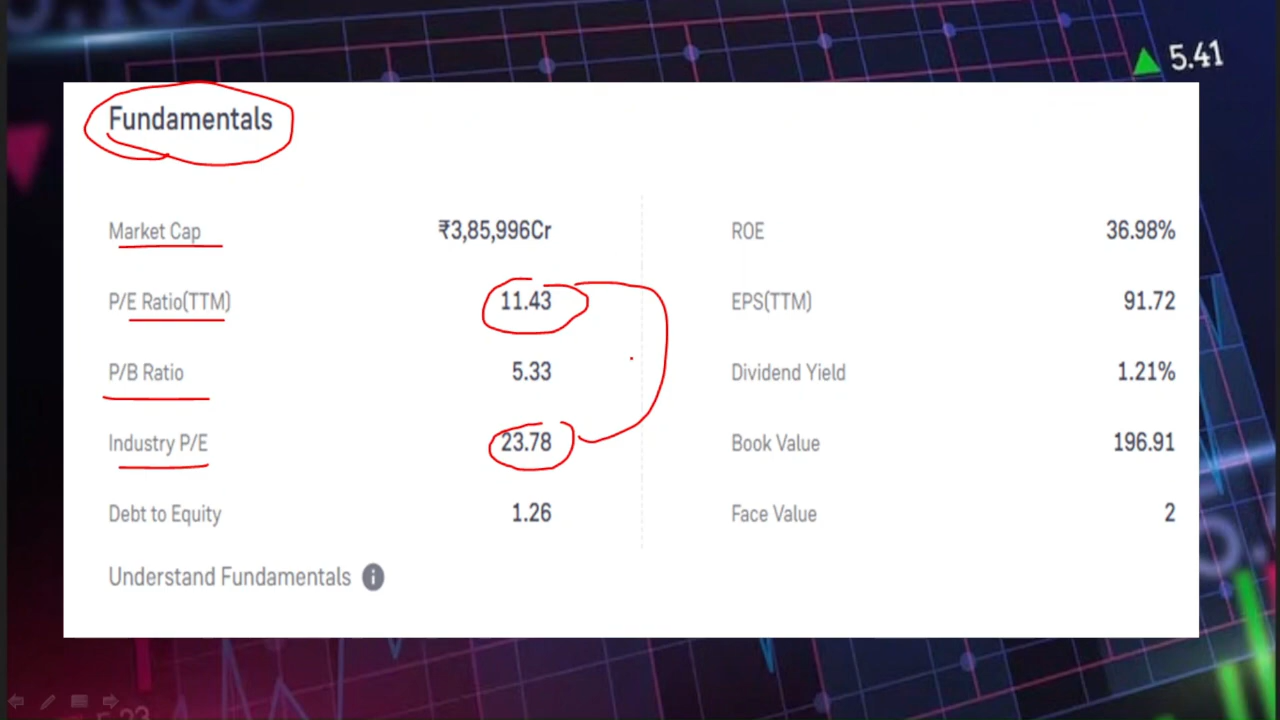 5.41
Fundamentals
Market Cap ₹3,85,996Cr ROE 36.98%
P/E Ratio(TTM) 11.43 EPS(TTM) 91.72
P/B Ratio 5.33 Dividend Yield 1.21%
Industry P/E 23.78 Book Value 196.91
Debt to Equity 1.26 Face Value 2
Understand Fundamentals